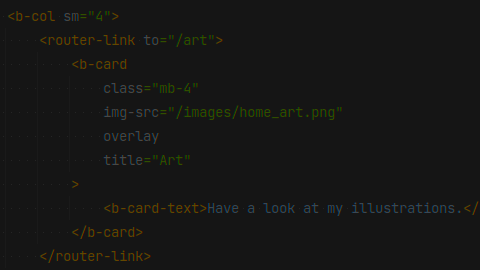 <b-col sm="4">
<router-link to="/art">
<b-card
class="mb-4"
img-src="/images/home_art.png"
overlay
title="Art"
>
<b-card-text>Have a look at my illustrations.</
</b-card>
</router-link>